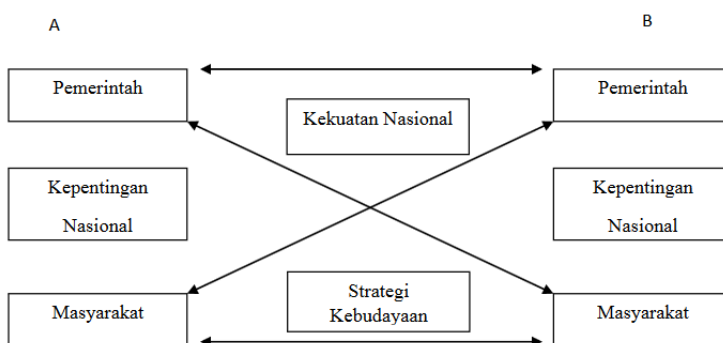 A
B
Pemerintah
Pemerintah
Kekuatan Nasional
Kepentingan
Nasional
Kepentingan
Nasional
Strategi
Kebudayaan
Masyarakat
Masyarakat